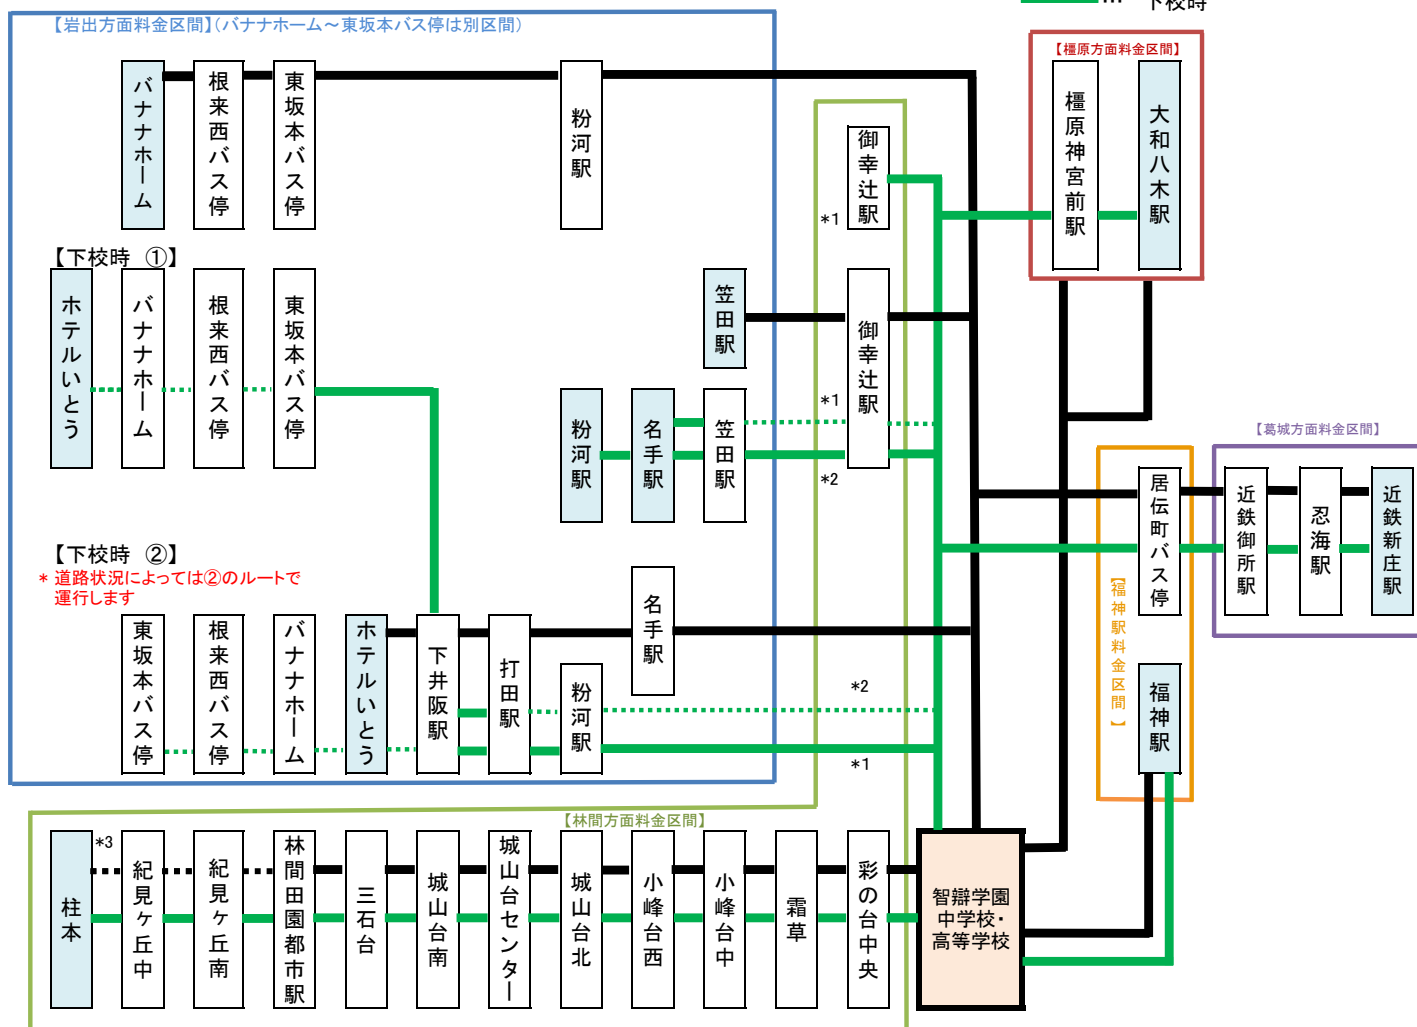 … 下校時
【岩出方面料金区間】(バナナホーム～東坂本バス停は別区間)
【橿原方面料金区間】
バナナホーム
根来西バス停
東坂本バス停
粉河駅
御幸辻駅
*1
橿原神宮前駅
大和八木駅
【下校時 ①】
ホテルいとう
バナナホーム
根来西バス停
東坂本バス停
笠田駅
御幸辻駅
粉河駅
名手駅
笠田駅
*1
*2
【葛城方面料金区間】
居伝町バス停
近鉄御所駅
忍海駅
近鉄新庄駅
【下校時 ②】
* 道路状況によっては②のルートで
運行します
東坂本バス停
根来西バス停
バナナホーム
ホテルいとう
下井阪駅
打田駅
粉河駅
名手駅
*2
*1
【福神駅料金区間】
福神駅
【林間方面料金区間】
柱本
*3
紀見ヶ丘中
紀見ヶ丘南
林間田園都市駅
三石台
城山台南
城山台センター
城山台北
小峰台西
小峰台中
霜草
彩の台中央
智辯学園
中学校・
高等学校